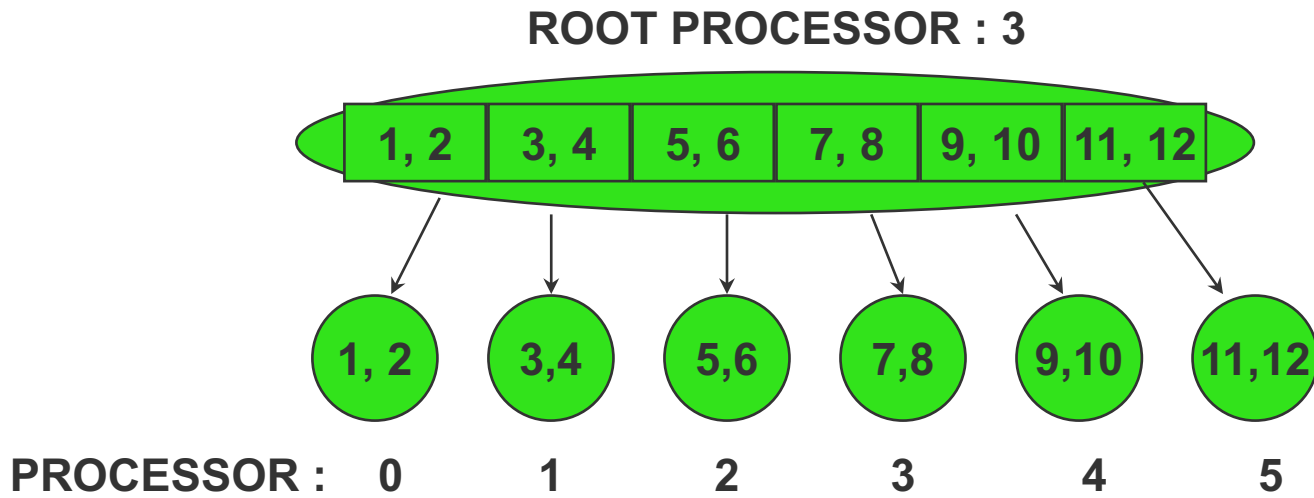 ROOT PROCESSOR : 3
1, 2 3, 4 5, 6 7, 8 9, 10 11, 12
1, 2 3,4 5,6 7,8 9,10 11,12
PROCESSOR : 0 1 2 3 4 5